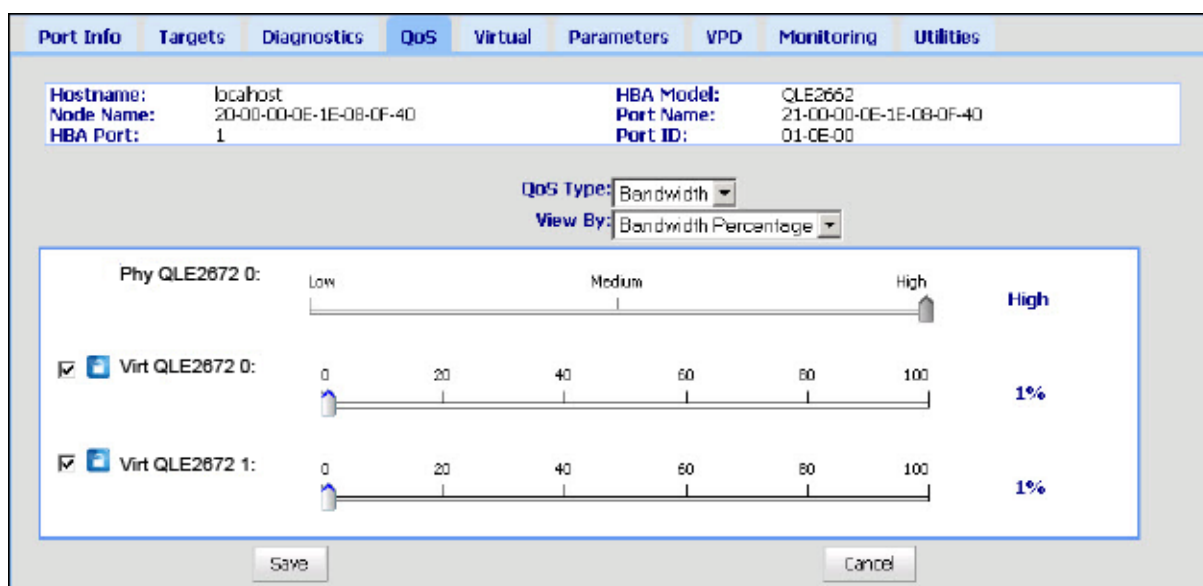 Port Info Targets Diagnostics QoS Virtual Parameters VPD Monitoring Utilities
Hostname: localhost HBA Model: QLE2662
Node Name: 20-00-00-0E-1E-08-0F-40 Port Name: 21-00-00-0E-1E-08-0F-40
HBA Port: 1 Port ID: 01-0E-00
QoS Type: Bandwidth
View By: Bandwidth Percentage
Phy QLE2672 0: Low Medium High High
Virt QLE2672 0: 0 20 40 60 80 100 1%
Virt QLE2672 1: 0 20 40 60 80 100 1%
Save Cancel